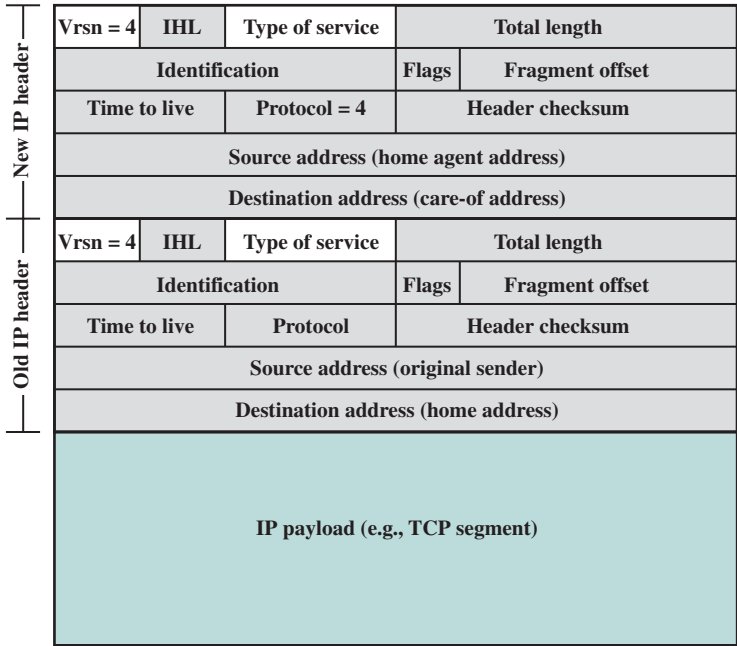 New IP header
Vrsn = 4 IHL Type of service Total length
Identification Flags Fragment offset
Time to live Protocol = 4 Header checksum
Source address (home agent address)
Destination address (care-of address)
Old IP header
Vrsn = 4 IHL Type of service Total length
Identification Flags Fragment offset
Time to live Protocol Header checksum
Source address (original sender)
Destination address (home address)
IP payload (e.g., TCP segment)